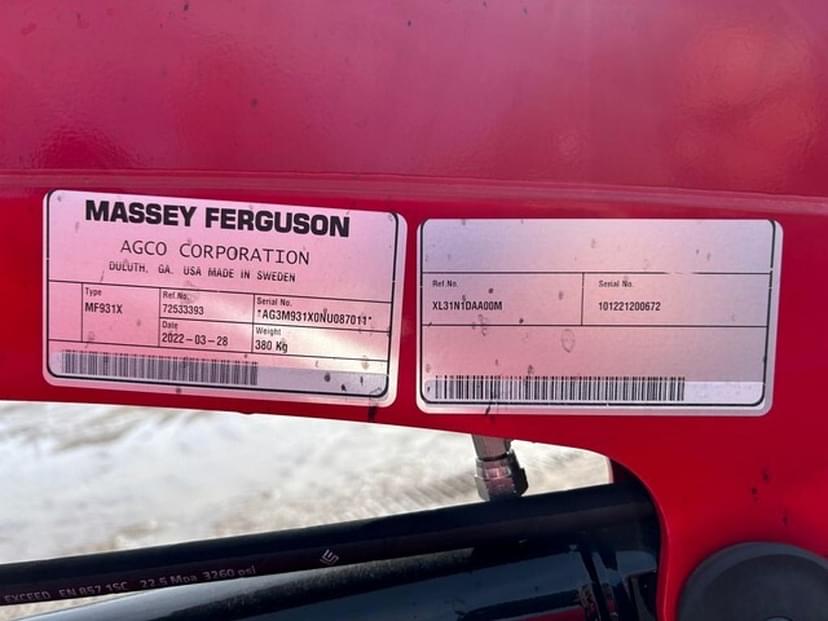 MASSEY FERGUSON
AGCO CORPORATION
DULUTH, GA. USA MADE IN SWEDEN
Type
MF931X
Ref.No.
72533393
Serial No.
*AG3M931X0NU087011*
Date
2022-03-28
Weight
380 Kg
Ref.No.
XL31N1DAA00M
Serial No.
101221200672
EXCEED EN 857 1SC 22.5 Mpa 3260 psi